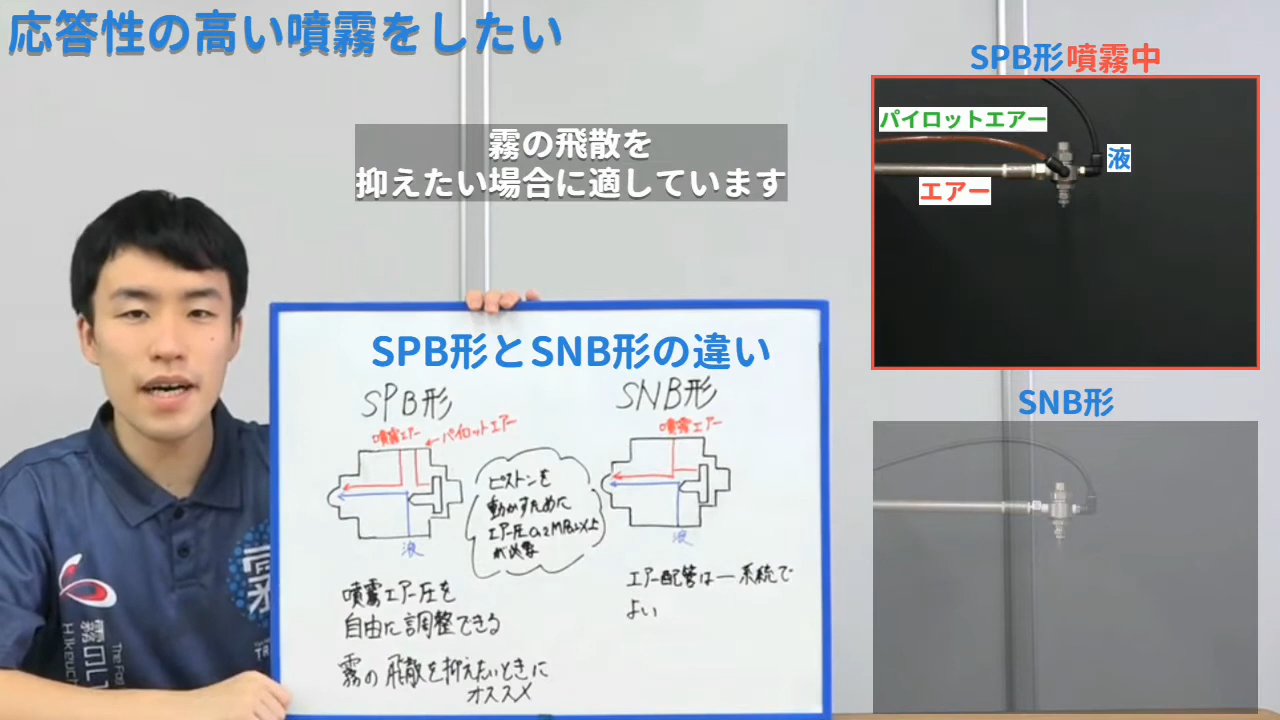 応答性の高い噴霧をしたい
霧の飛散を
抑えたい場合に適しています
SPB形噴霧中
パイロットエアー
液
エアー
SNB形
SPB形とSNB形の違い
SPB形
噴霧エアー
パイロットエアー
液
ピストンを
動かすために
エアー圧0.2MPa以上
が必要
噴霧エアー圧を
自由に調整できる
霧の飛散を抑えたいときに
オススメ
SNB形
噴霧エアー
液
エアー配管は一系統で
よい
霧のい
The Fog
H.Ikeuch